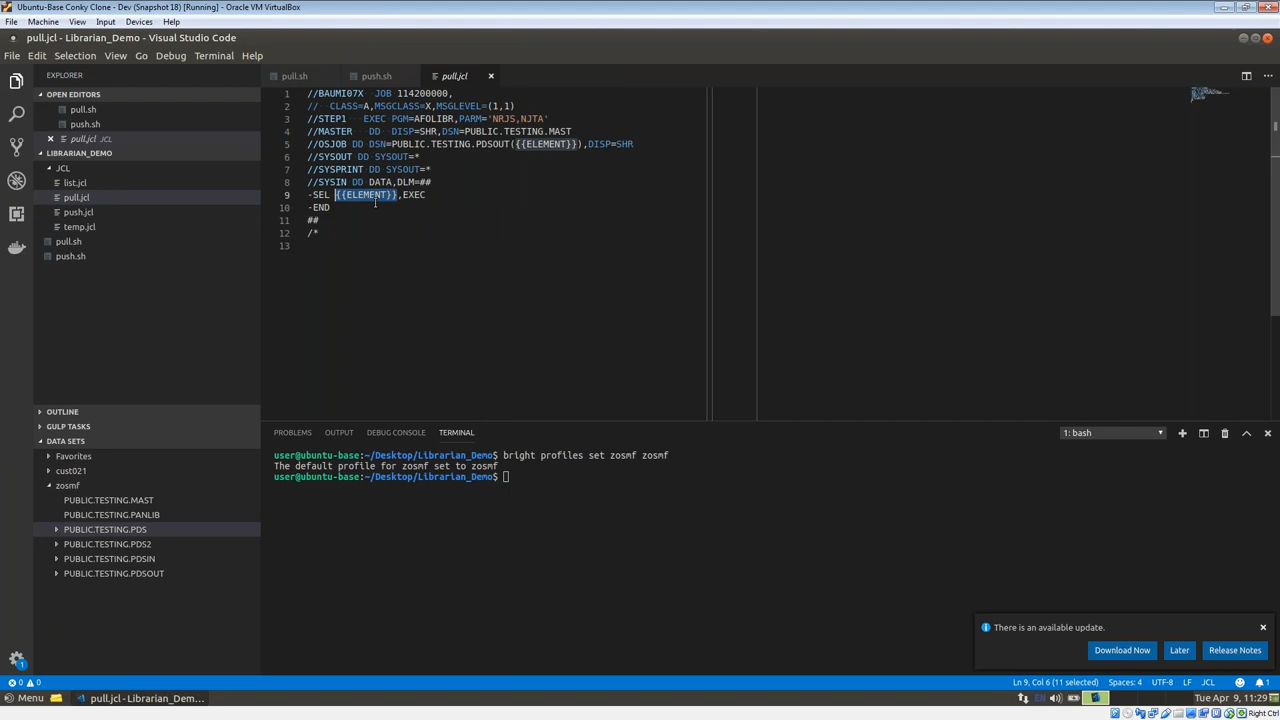 Ubuntu-Base Conky Clone - Dev (Snapshot 18) [Running] - Oracle VM VirtualBox
File Machine View Input Devices Help
pull.jcl - Librarian_Demo - Visual Studio Code
File Edit Selection View Go Debug Terminal Help
EXPLORER
OPEN EDITORS
pull.sh
push.sh
pull.jcl JCL
LIBRARIAN_DEMO
JCL
list.jcl
pull.jcl
push.jcl
temp.jcl
pull.sh
push.sh
OUTLINE
GULP TASKS
DATA SETS
Favorites
cust021
zosmf
PUBLIC.TESTING.MAST
PUBLIC.TESTING.PANLIB
PUBLIC.TESTING.PDS
PUBLIC.TESTING.PDS2
PUBLIC.TESTING.PDSIN
PUBLIC.TESTING.PDSOUT
pull.sh push.sh pull.jcl
1 //BAUMI07X JOB 114200000,
2 // CLASS=A,MSGCLASS=X,MSGLEVEL=(1,1)
3 //STEP1 EXEC PGM=AFOLIBR,PARM='NRJS,NJTA'
4 //MASTER DD DISP=SHR,DSN=PUBLIC.TESTING.MAST
5 //OSJOB DD DSN=PUBLIC.TESTING.PDSOUT({{ELEMENT}}),DISP=SHR
6 //SYSOUT DD SYSOUT=*
7 //SYSPRINT DD SYSOUT=*
8 //SYSIN DD DATA,DLM=##
9 -SEL {{ELEMENT}},EXEC
10 -END
11 ##
12 /*
13
PROBLEMS OUTPUT DEBUG CONSOLE TERMINAL
1: bash
user@ubuntu-base:~/Desktop/Librarian_Demo$ bright profiles set zosmf zosmf
The default profile for zosmf set to zosmf
user@ubuntu-base:~/Desktop/Librarian_Demo$
There is an available update.
Download Now Later Release Notes
1
0 0
Ln 9, Col 6 (11 selected) Spaces: 4 UTF-8 LF JCL 1
Menu pull.jcl - Librarian_Dem... EN Tue Apr 9, 11:29
Right Ctrl